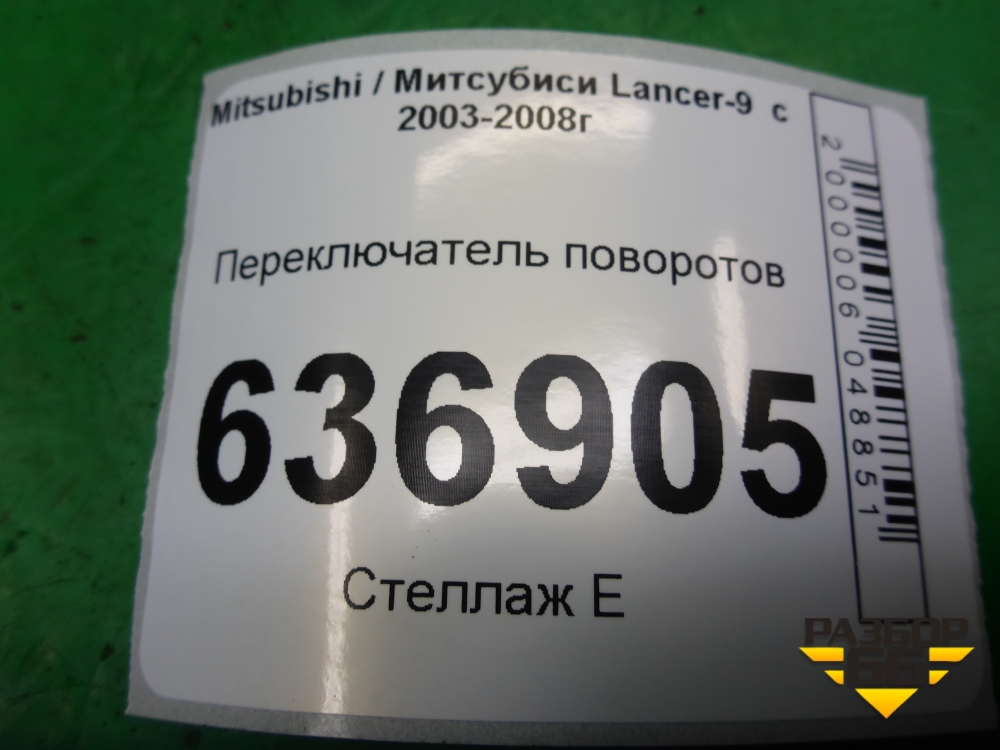 Mitsubishi / Митсубиси Lancer-9 с
2003-2008г
Переключатель поворотов
636905
Стеллаж Е
2000006048851
РАЗБОР
66